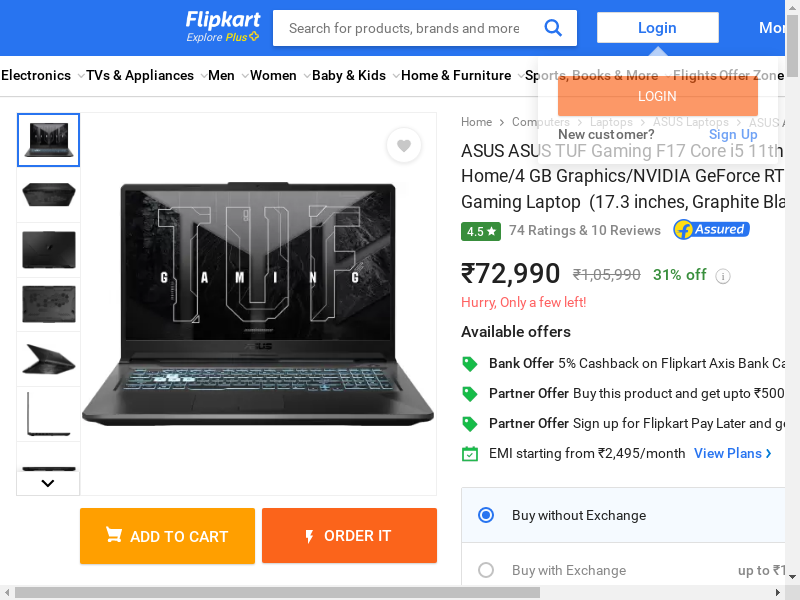 Flipkart
Explore Plus
Search for products, brands and more
Login
Electronics
TVs & Appliances
Men
Women
Baby & Kids
Home & Furniture
Sports, Books & More
Flights
Offer Zone
LOGIN
New customer?
Sign Up
Home
Computers
Laptops
ASUS Laptops
ASUS
ASUS ASUS TUF Gaming F17 Core i5 11th
Home/4 GB Graphics/NVIDIA GeForce RT
Gaming Laptop (17.3 inches, Graphite Bla
4.5
74 Ratings & 10 Reviews
Assured
TUF
GAMING
ASUS
₹72,990
₹1,05,990
31% off
Hurry, Only a few left!
Available offers
Bank Offer 5% Cashback on Flipkart Axis Bank Ca
Partner Offer Buy this product and get upto ₹500
Partner Offer Sign up for Flipkart Pay Later and ge
EMI starting from ₹2,495/month
View Plans
Buy without Exchange
Buy with Exchange
up to ₹1
ADD TO CART
ORDER IT